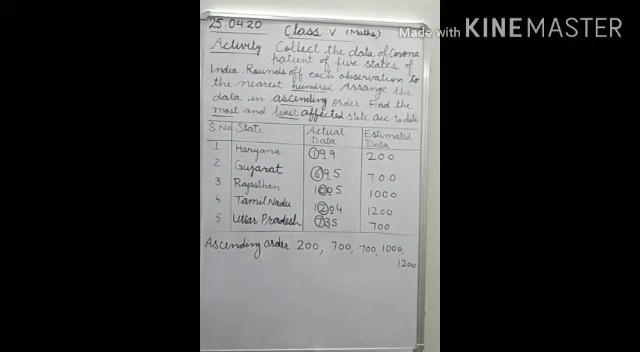 25.04.20
Class V (Maths)
Made with KINEMASTER
Activity Collect the data of Corona
patient of five states of
India Rounds off each observation to
the nearest hundred Arrange the
data in ascending order Find the
most and least affected state acc to data
S No State Actual Data Estimated Data
1 Haryana 199 200
2 Gujarat 695 700
3 Rajasthan 1005 1000
4 Tamil Nadu 1204 1200
5 Uttar Pradesh 735 700
Ascending order 200, 700, 700, 1000,
1200